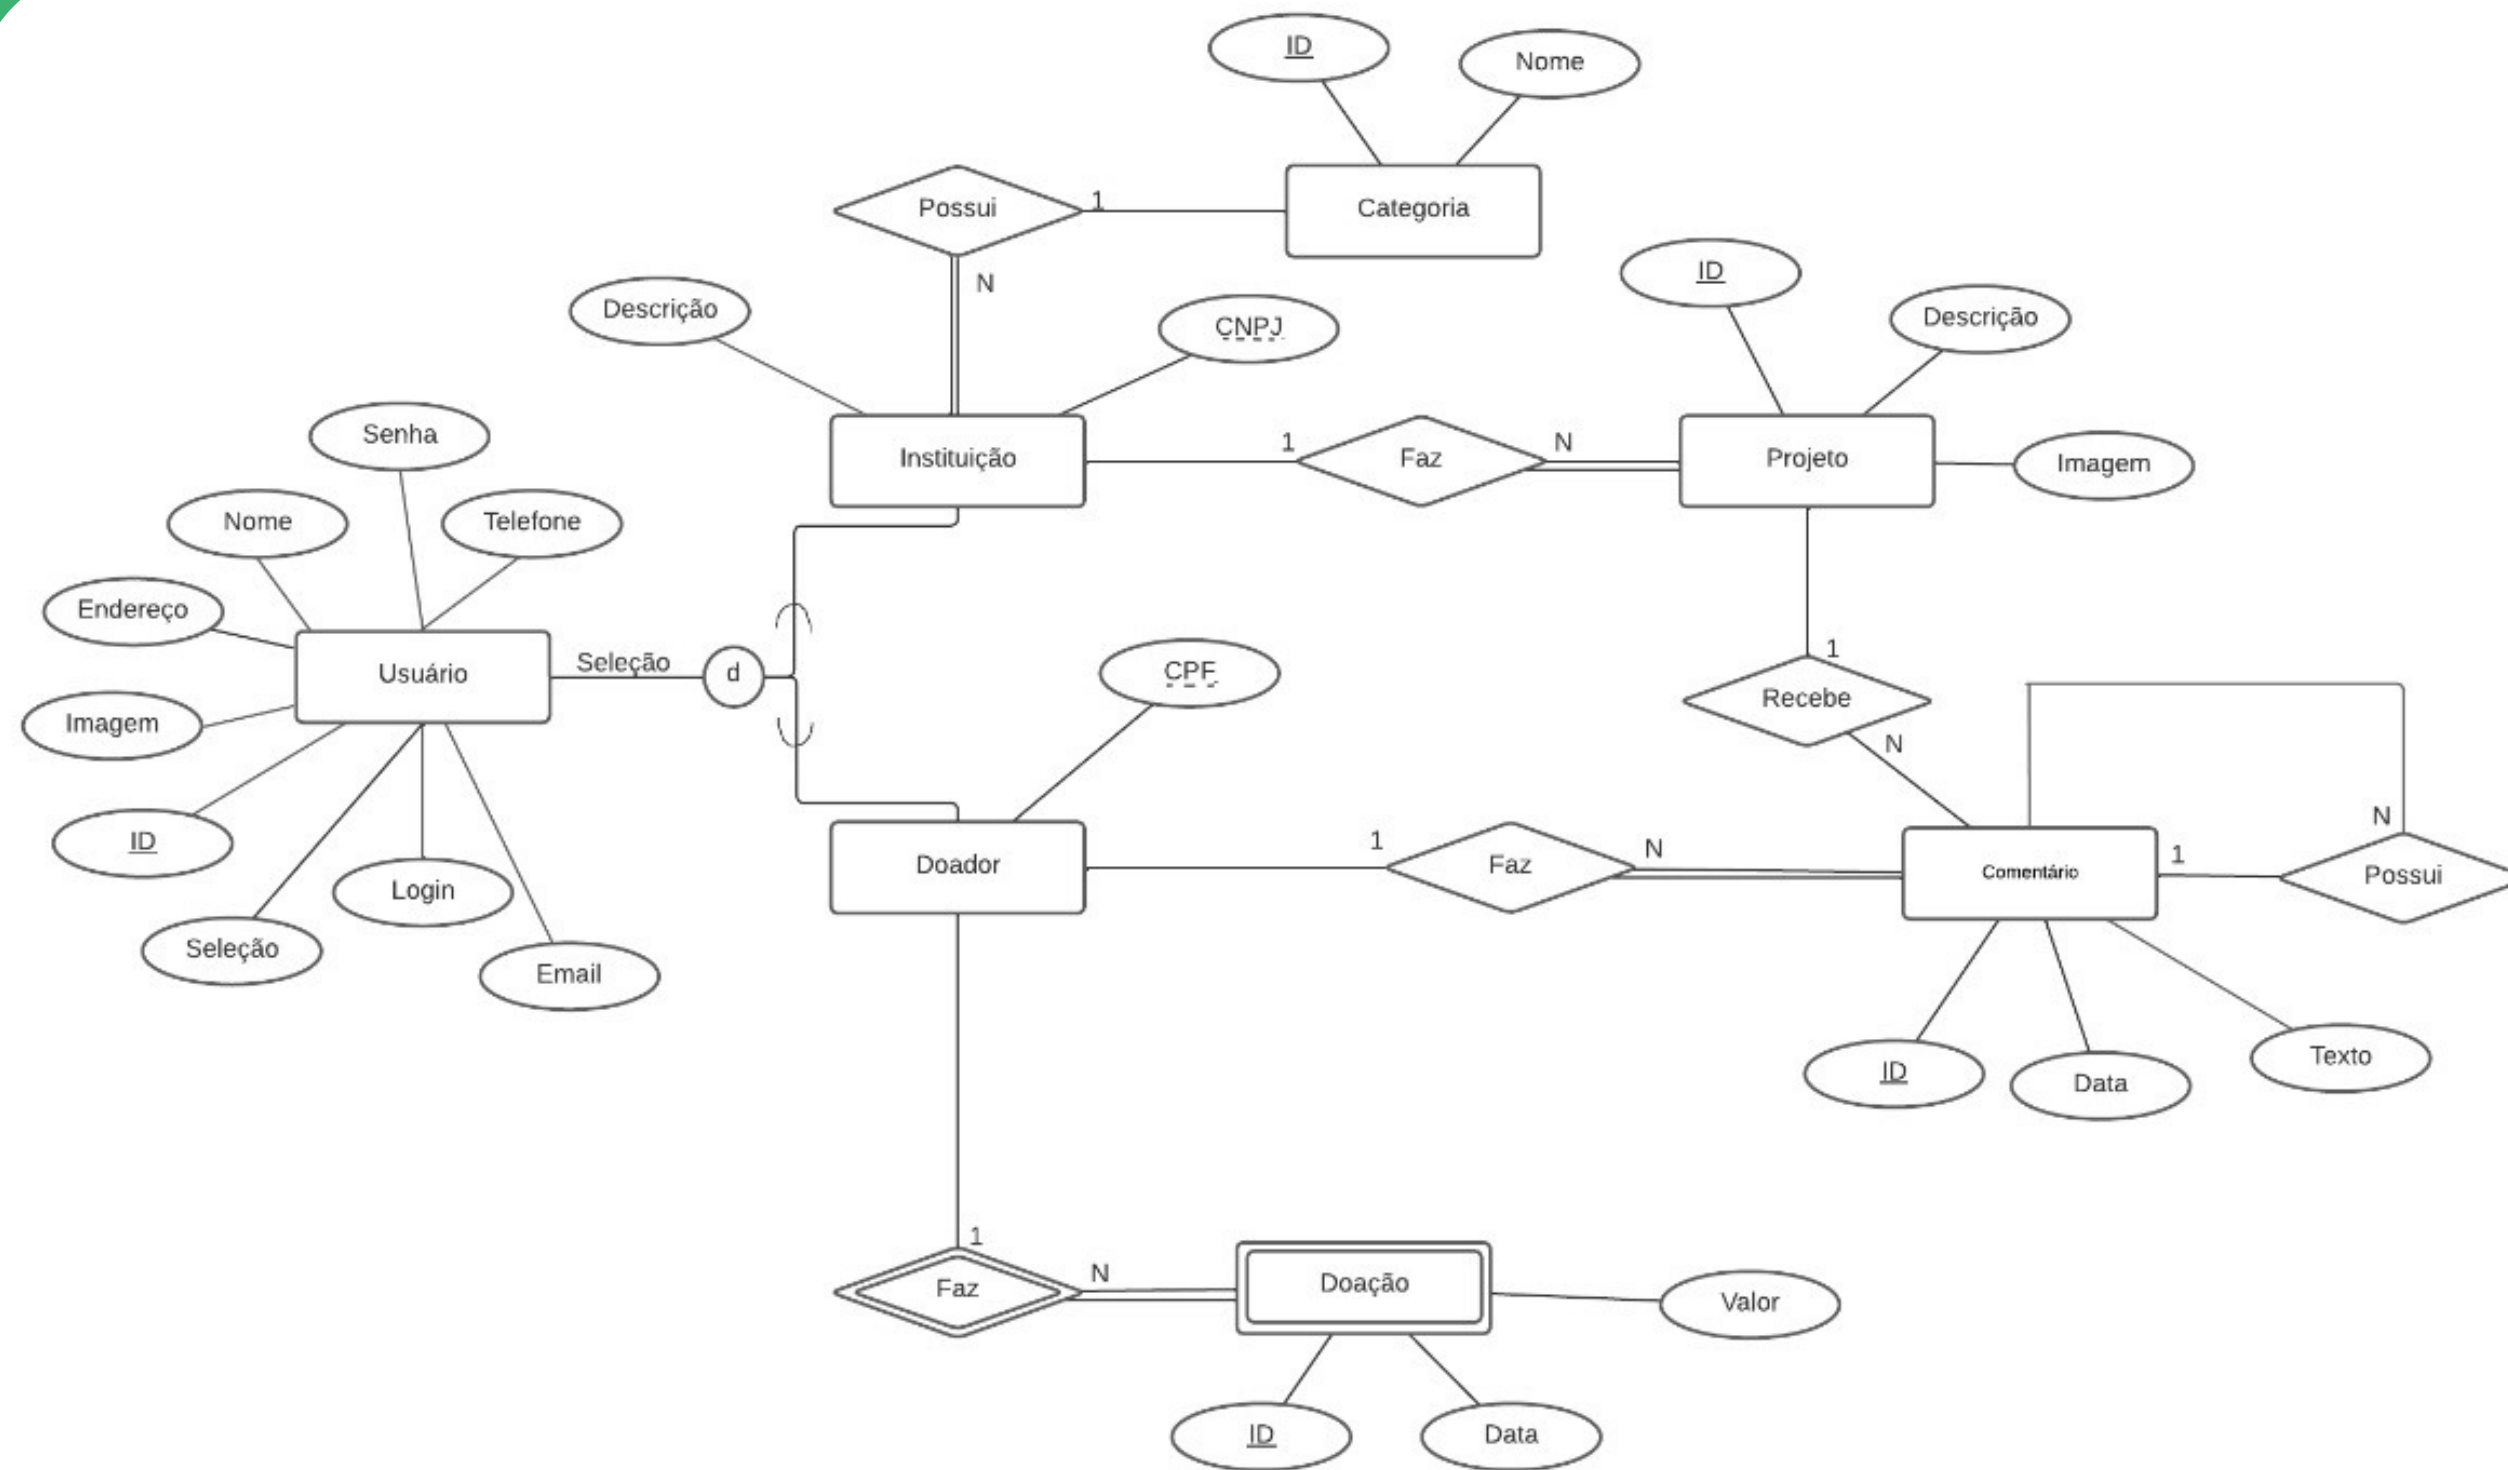 ID
Nome
Possui
1
Categoria
N
ID
Descrição
CNPJ
Descrição
Senha
Instituição
1
Faz
N
Projeto
Imagem
Nome
Telefone
Endereço
Usuário
Seleção
d
CPF
1
Recebe
N
Imagem
ID
Login
Seleção
Email
Doador
1
Faz
N
Comentário
1
N
Possui
ID
Data
Texto
1
Faz
N
Doação
Valor
ID
Data